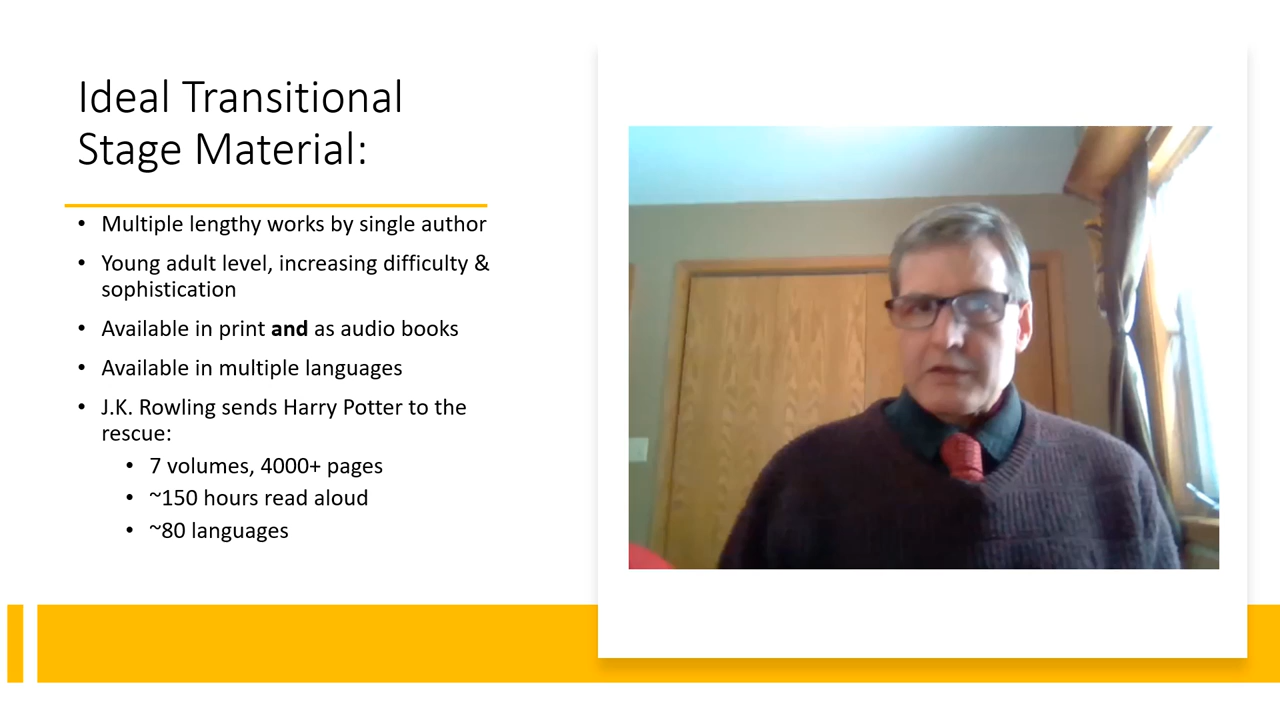 Ideal Transitional
Stage Material:
• Multiple lengthy works by single author
• Young adult level, increasing difficulty &
sophistication
• Available in print and as audio books
• Available in multiple languages
• J.K. Rowling sends Harry Potter to the
rescue:
• 7 volumes, 4000+ pages
• ~150 hours read aloud
• ~80 languages